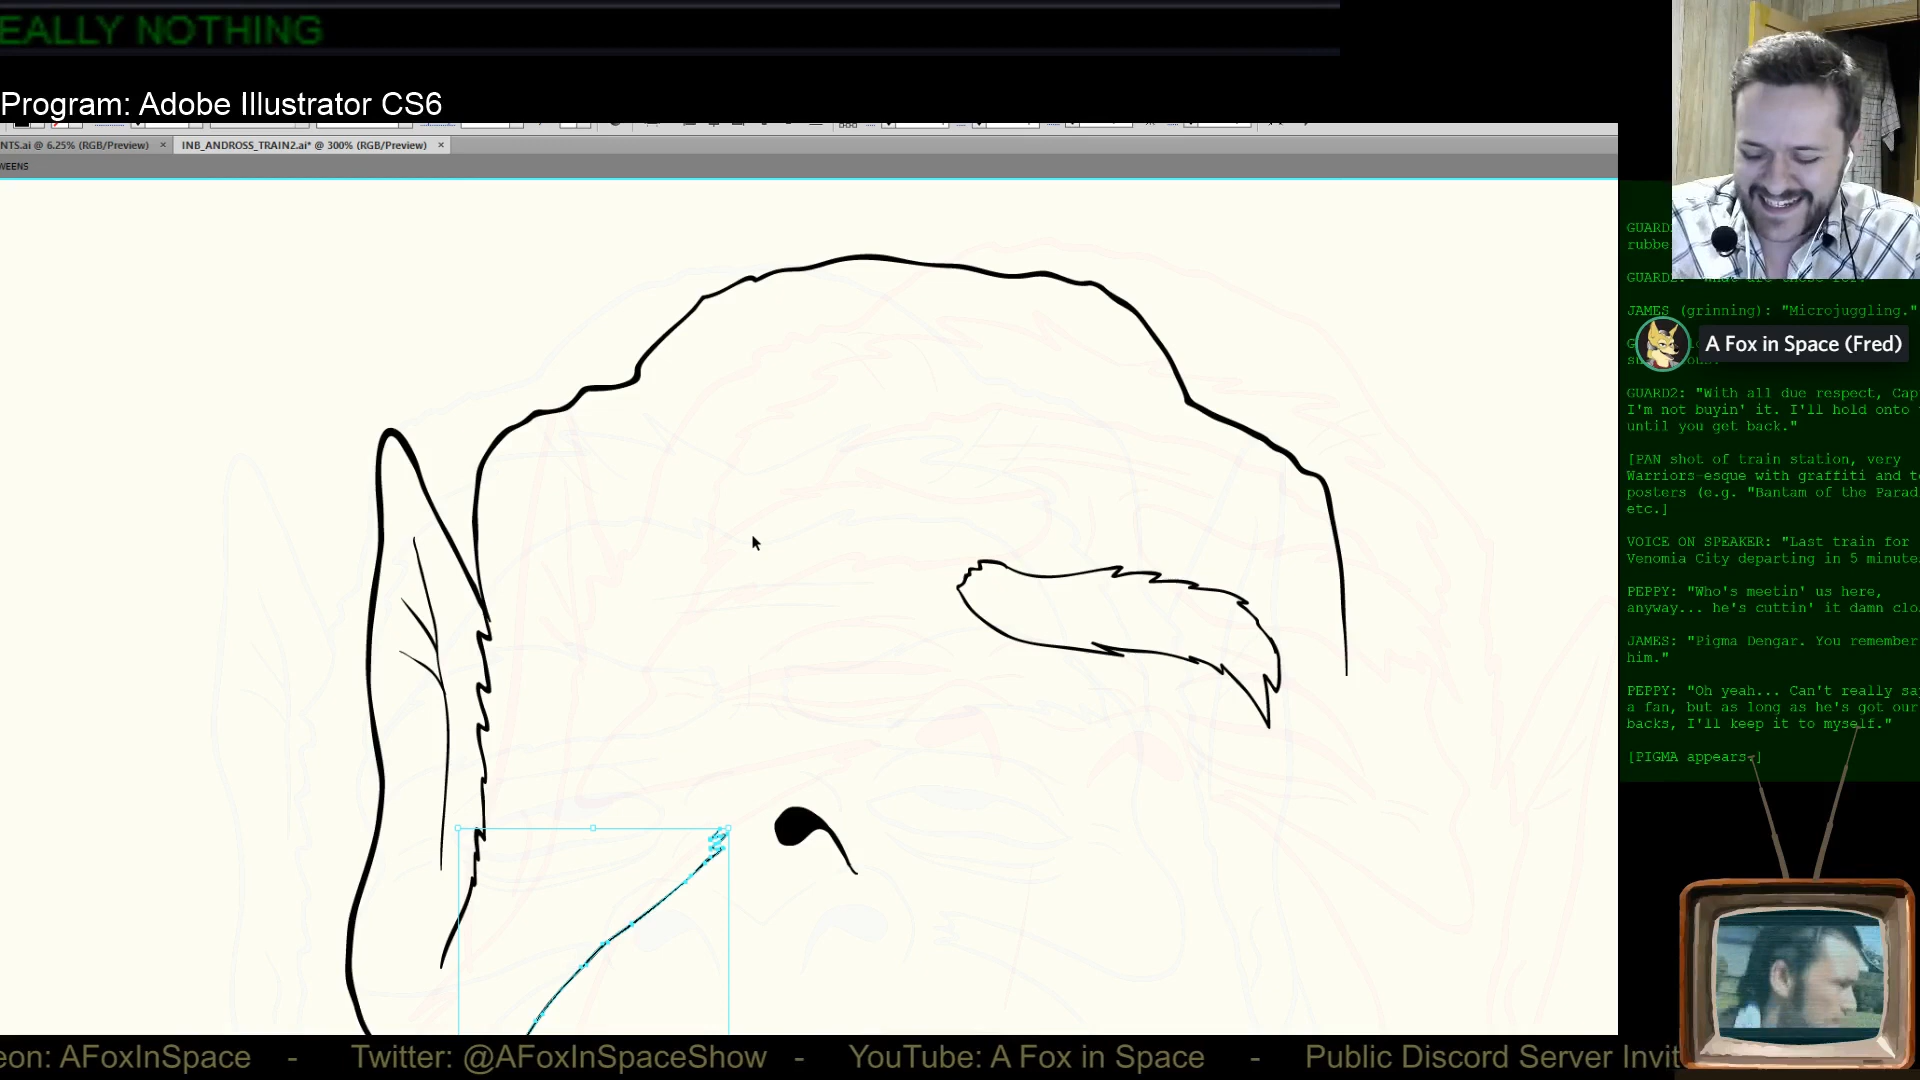 EALLY NOTHING
Program: Adobe Illustrator CS6
NTS.ai @ 6.25% (RGB/Preview) × INB_ANDROSS_TRAIN2.ai* @ 300% (RGB/Preview) ×
WEENS
GUARD
rubbe
JAMES (grinning): "Microjuggling."
A Fox in Space (Fred)
GUARD2: "With all due respect, Cap
I'm not buyin' it. I'll hold onto
until you get back."
[PAN shot of train station, very
Warriors-esque with graffiti and t
posters (e.g. "Bantam of the Parad
etc.]
VOICE ON SPEAKER: "Last train for
Venomia City departing in 5 minute
PEPPY: "Who's meetin' us here,
anyway... he's cuttin' it damn clo
JAMES: "Pigma Dengar. You remember
him."
PEPPY: "Oh yeah... Can't really sa
a fan, but as long as he's got our
backs, I'll keep it to myself."
[PIGMA appears.]
eon: AFoxInSpace - Twitter: @AFoxInSpaceShow - YouTube: A Fox in Space - Public Discord Server Invit